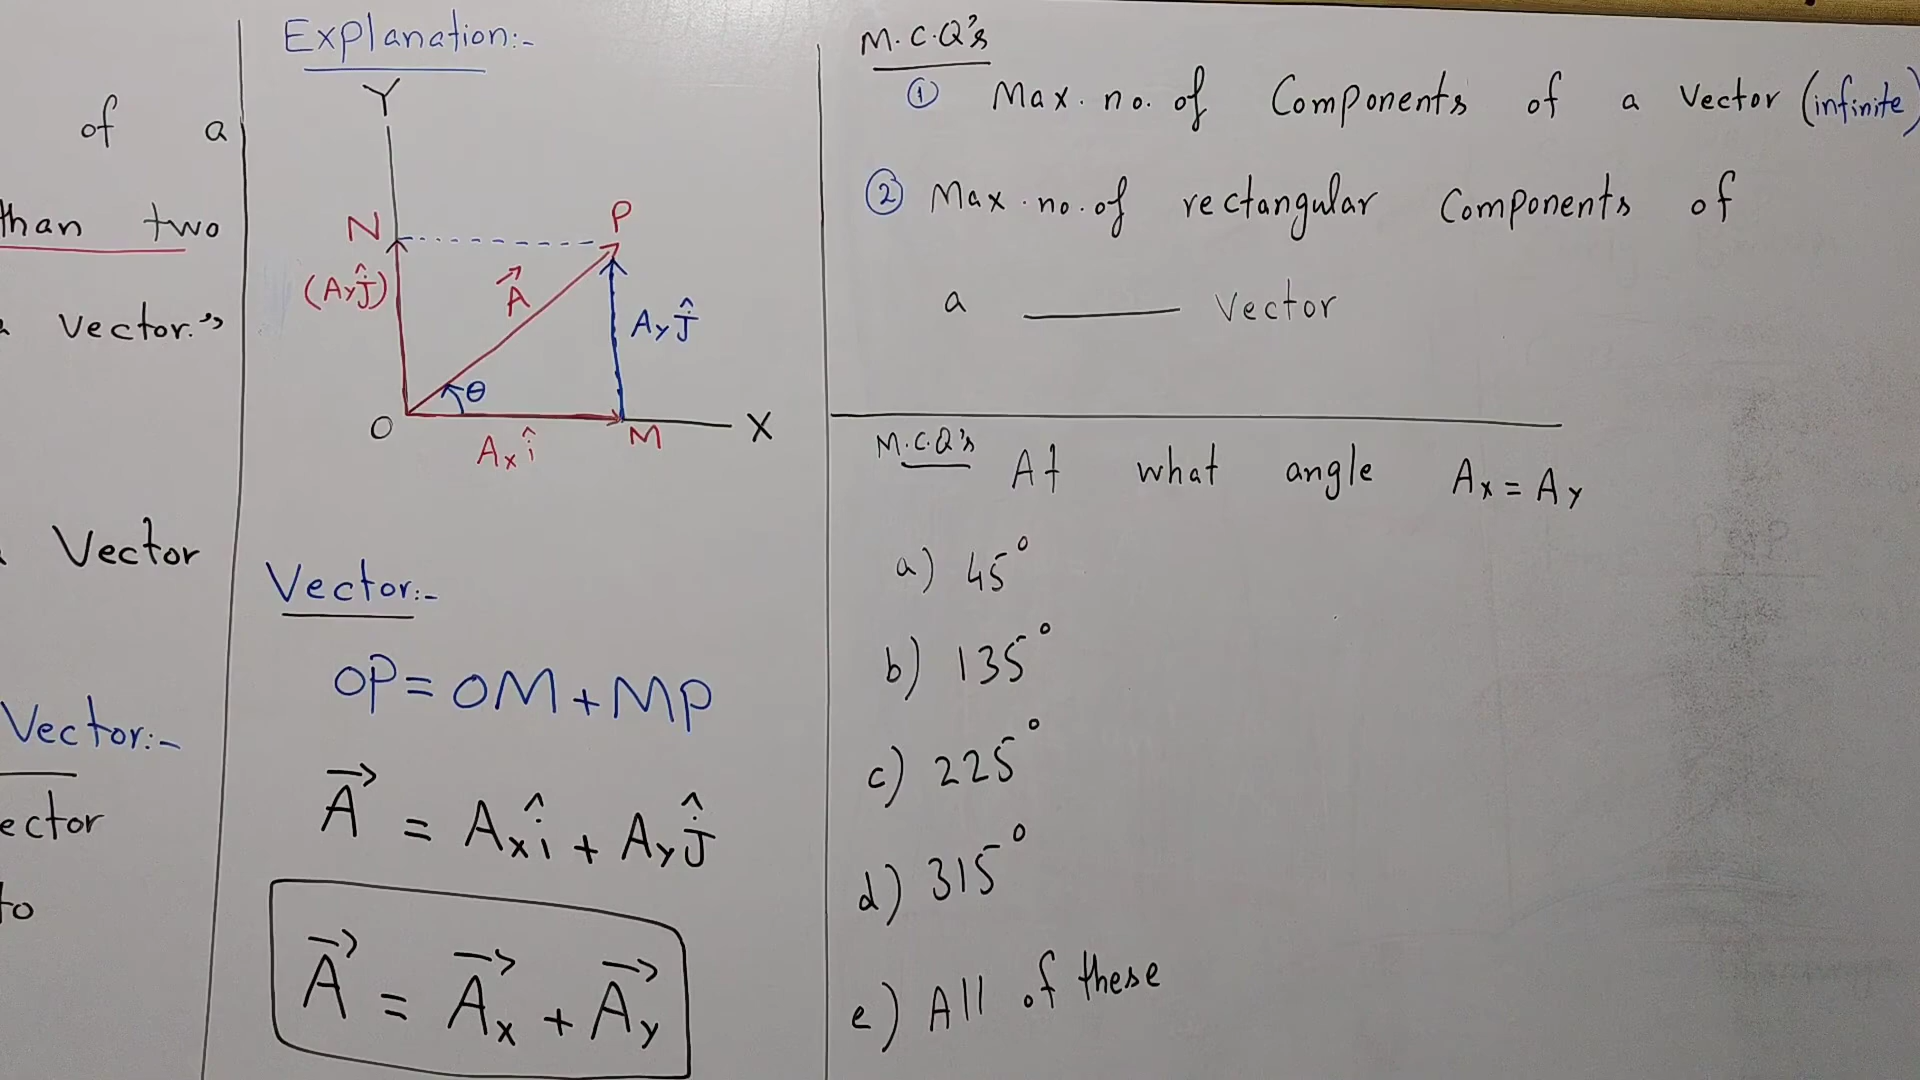 of a
than two
vector."
Vector
Vector:-
ector
to
Explanation:-
Y
N
P
(Ayĵ)
A⃗
Ayĵ
θ
O
M
X
Axî
Vector:-
OP = OM + MP
A⃗ = Axî + Ayĵ
A⃗ = A⃗x + A⃗y
M.C.Q's
① Max. no. of Components of a Vector (infinite)
② Max. no. of rectangular Components of
a ______ Vector
M.C.Q's At what angle Ax = Ay
a) 45°
b) 135°
c) 225°
d) 315°
e) All of these